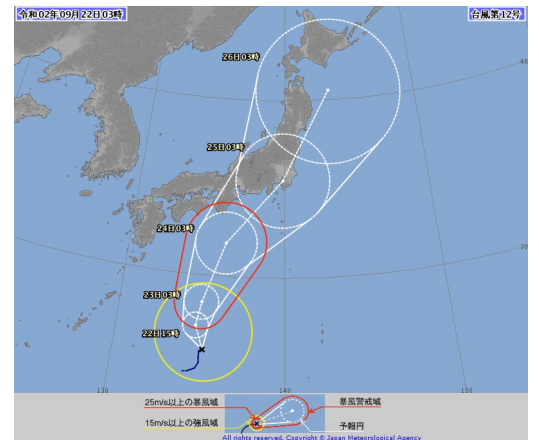 令和02年09月22日03時
台風第12号
26日03時
40
25日03時
24日03時
30
23日03時
22日15時
130
140
150
25m/s以上の暴風域
暴風警戒域
15m/s以上の強風域
予報円
All rights reserved. Copyright © Japan Meteorological Agency